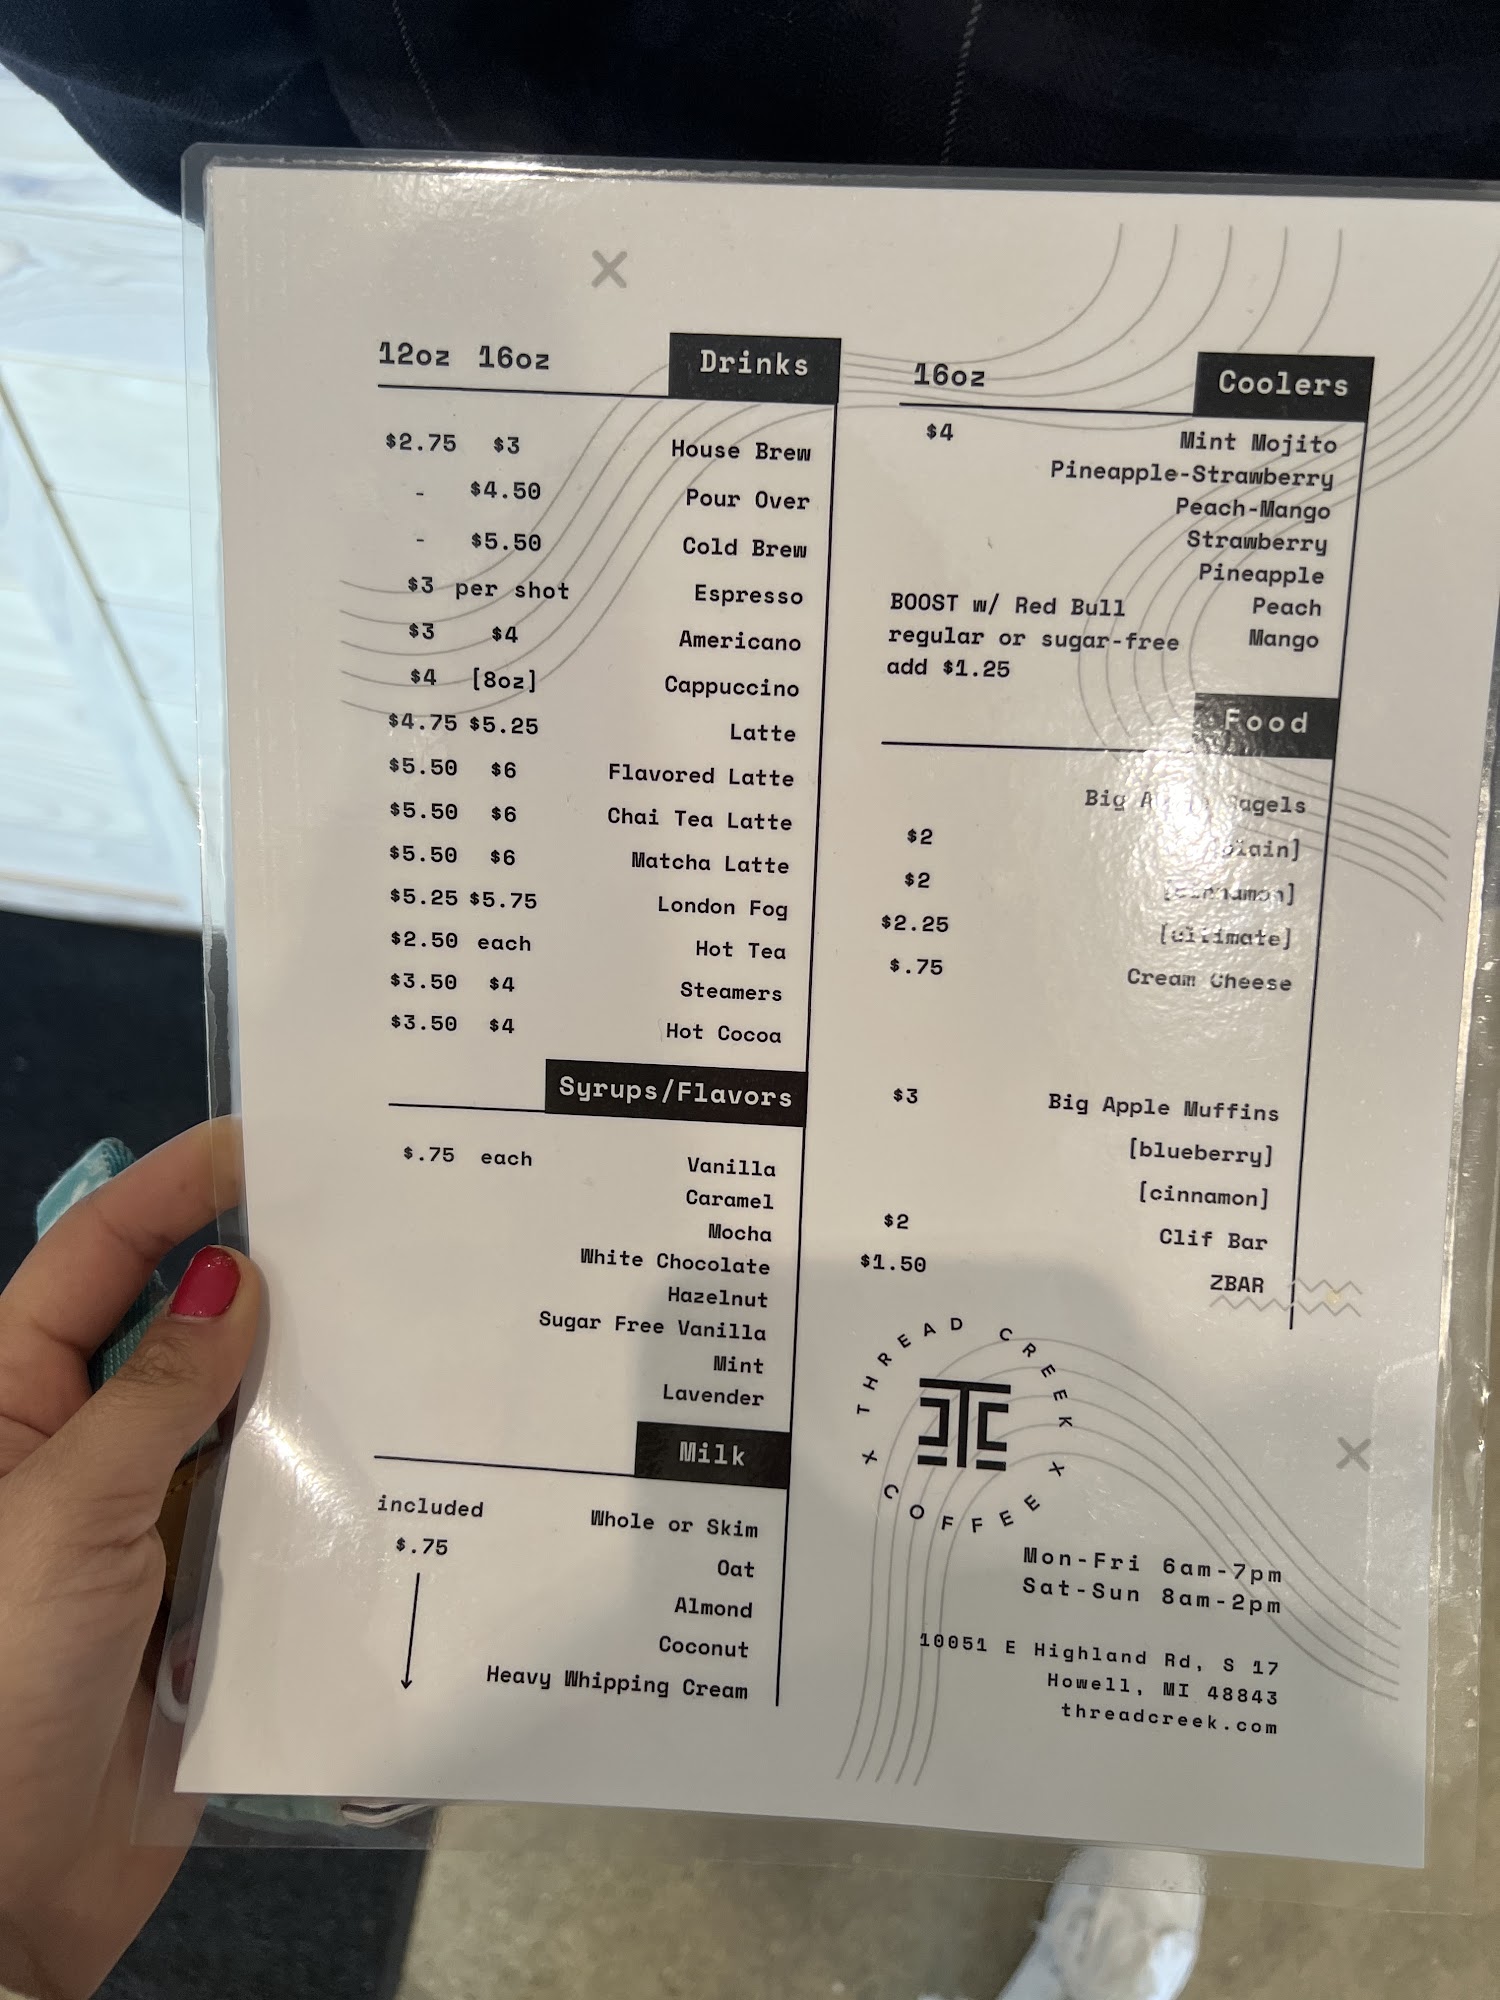 12oz 16oz Drinks
$2.75 $3 House Brew
- $4.50 Pour Over
- $5.50 Cold Brew
$3 per shot Espresso
$3 $4 Americano
$4 [8oz] Cappuccino
$4.75 $5.25 Latte
$5.50 $6 Flavored Latte
$5.50 $6 Chai Tea Latte
$5.50 $6 Matcha Latte
$5.25 $5.75 London Fog
$2.50 each Hot Tea
$3.50 $4 Steamers
$3.50 $4 Hot Cocoa
Syrups/Flavors
$.75 each Vanilla
Caramel
Mocha
White Chocolate
Hazelnut
Sugar Free Vanilla
Mint
Lavender
Milk
included Whole or Skim
$.75 Oat
Almond
Coconut
Heavy Whipping Cream
16oz Coolers
$4 Mint Mojito
Pineapple-Strawberry
Peach-Mango
Strawberry
Pineapple
BOOST w/ Red Bull Peach
regular or sugar-free Mango
add $1.25
Food
Big Bagels
$2 [plain]
$2 [cinnamon]
$2.25 [ultimate]
$.75 Cream Cheese
$3 Big Apple Muffins
[blueberry]
[cinnamon]
$2 Clif Bar
$1.50 ZBAR
THREAD CREEK X COFFEE X
Mon-Fri 6am-7pm
Sat-Sun 8am-2pm
10051 E Highland Rd, S 17
Howell, MI 48843
threadcreek.com